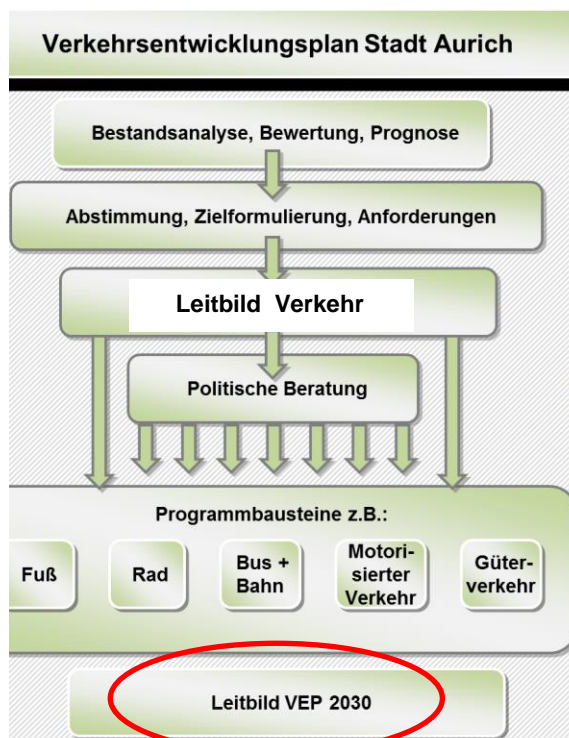 Verkehrsentwicklungsplan Stadt Aurich
Bestandsanalyse, Bewertung, Prognose
Abstimmung, Zielformulierung, Anforderungen
Leitbild Verkehr
Politische Beratung
Programmbausteine z.B.:
Fuß
Rad
Bus +
Bahn
Motori-
sierter
Verkehr
Güter-
verkehr
Leitbild VEP 2030